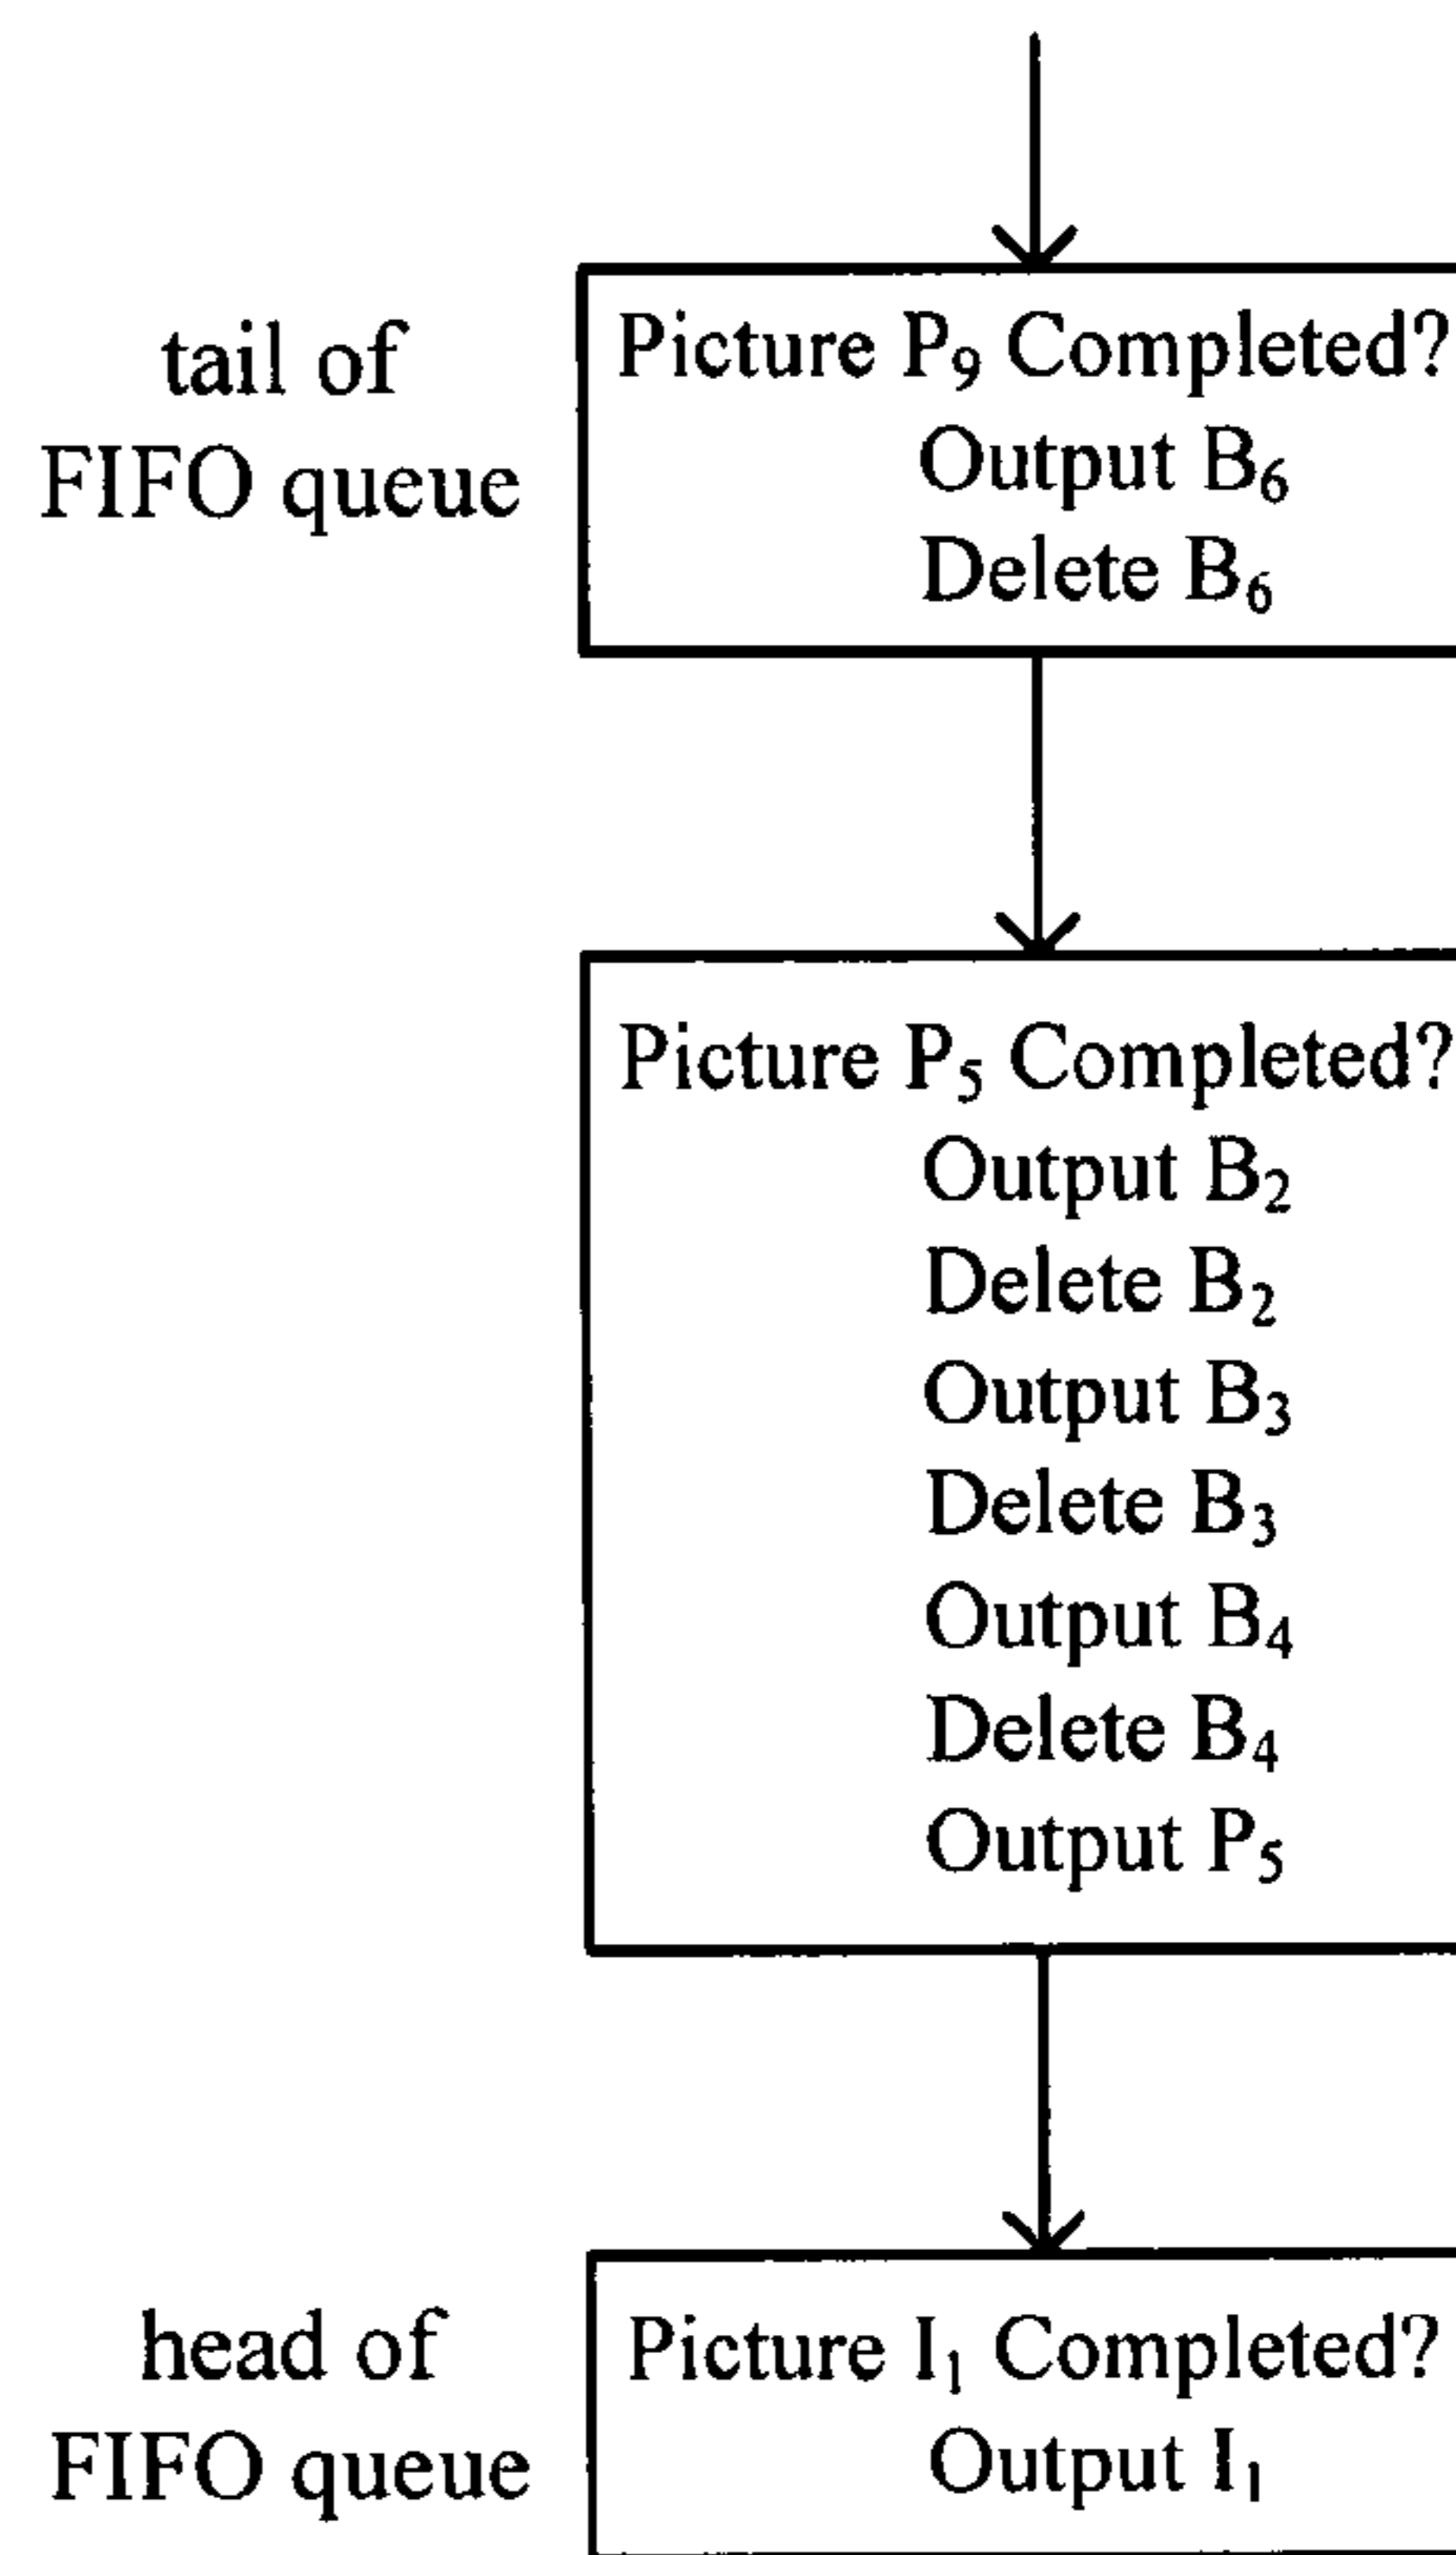 tail of
FIFO queue
Picture P₉ Completed?
Output B₆
Delete B₆
Picture P₅ Completed?
Output B₂
Delete B₂
Output B₃
Delete B₃
Output B₄
Delete B₄
Output P₅
head of
FIFO queue
Picture I₁ Completed?
Output I₁